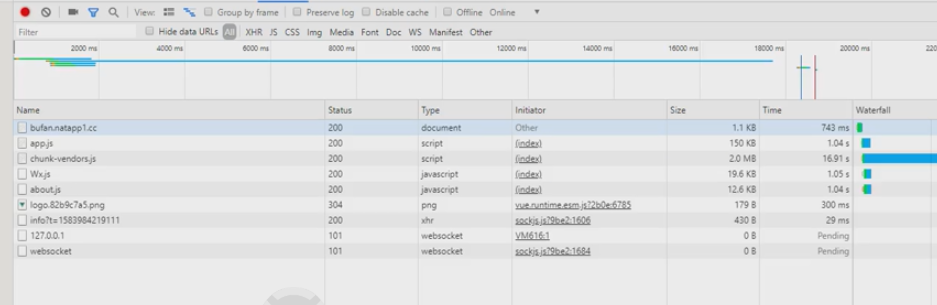 View: Group by frame Preserve log Disable cache Offline Online
Filter Hide data URLs All XHR JS CSS Img Media Font Doc WS Manifest Other
2000 ms 4000 ms 6000 ms 8000 ms 10000 ms 12000 ms 14000 ms 16000 ms 18000 ms 20000 ms 220
Name Status Type Initiator Size Time Waterfall
bufan.natapp1.cc 200 document Other 1.1 KB 743 ms
app.js 200 script (index) 150 KB 1.04 s
chunk-vendors.js 200 script (index) 2.0 MB 16.91 s
Wx.js 200 javascript (index) 19.6 KB 1.05 s
about.js 200 javascript (index) 12.6 KB 1.04 s
logo.82b9c7a5.png 304 png vue.runtime.esm.js?2b0e:6785 179 B 300 ms
info?t=1583984219111 200 xhr sockjs.js?9be2:1606 430 B 29 ms
127.0.0.1 101 websocket VM616:1 0 B Pending
websocket 101 websocket sockjs.js?9be2:1684 0 B Pending